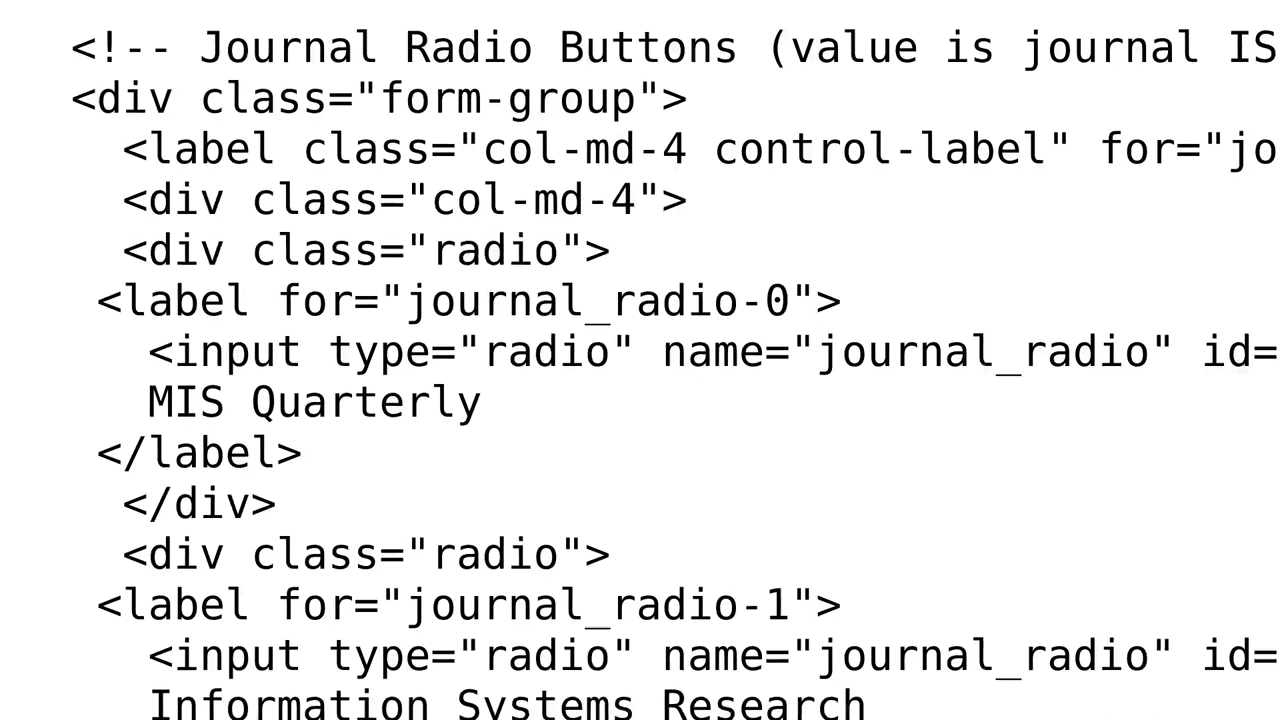 <!-- Journal Radio Buttons (value is journal IS
<div class="form-group">
<label class="col-md-4 control-label" for="jo
<div class="col-md-4">
<div class="radio">
<label for="journal_radio-0">
<input type="radio" name="journal_radio" id=
MIS Quarterly
</label>
</div>
<div class="radio">
<label for="journal_radio-1">
<input type="radio" name="journal_radio" id=
Information Systems Research